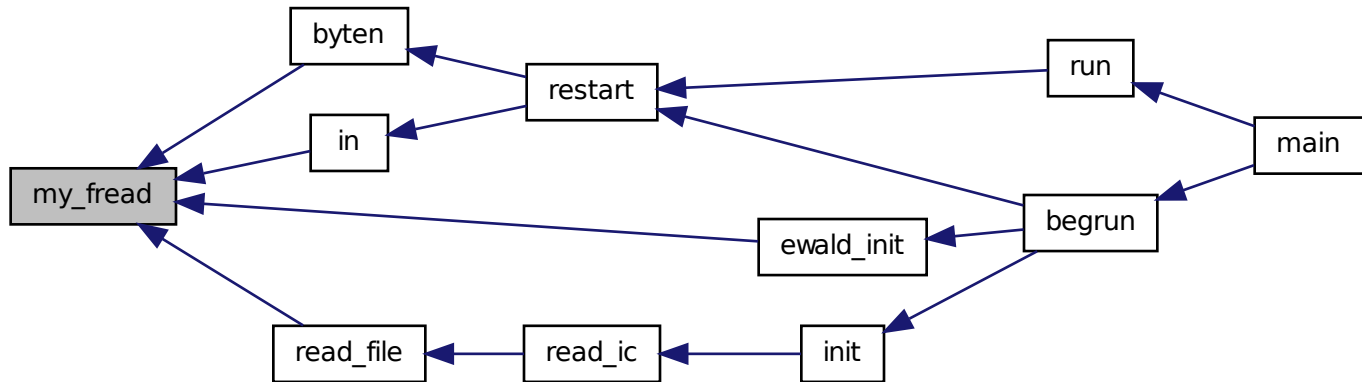 byten
run
restart
in
main
my_fread
begrun
ewald_init
read_file
read_ic
init